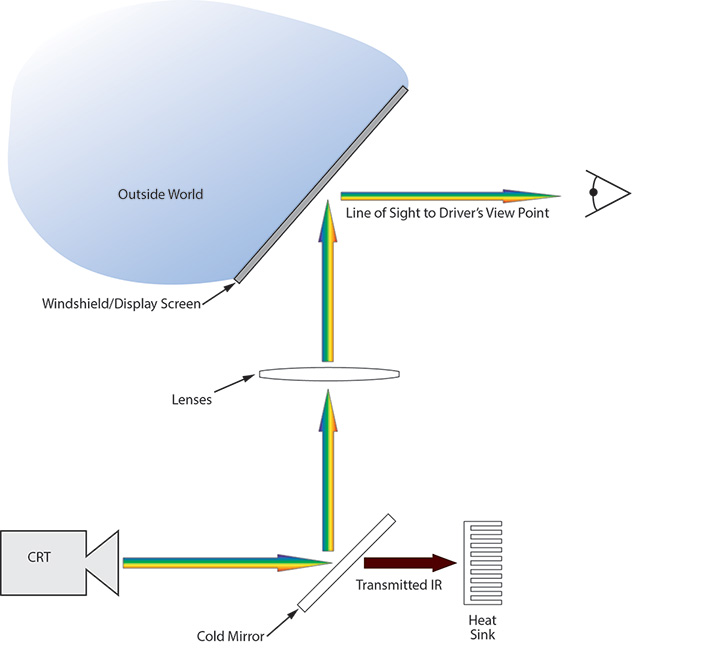 Outside World
Line of Sight to Driver's View Point
Windshield/Display Screen
Lenses
CRT
Transmitted IR
Cold Mirror
Heat
Sink